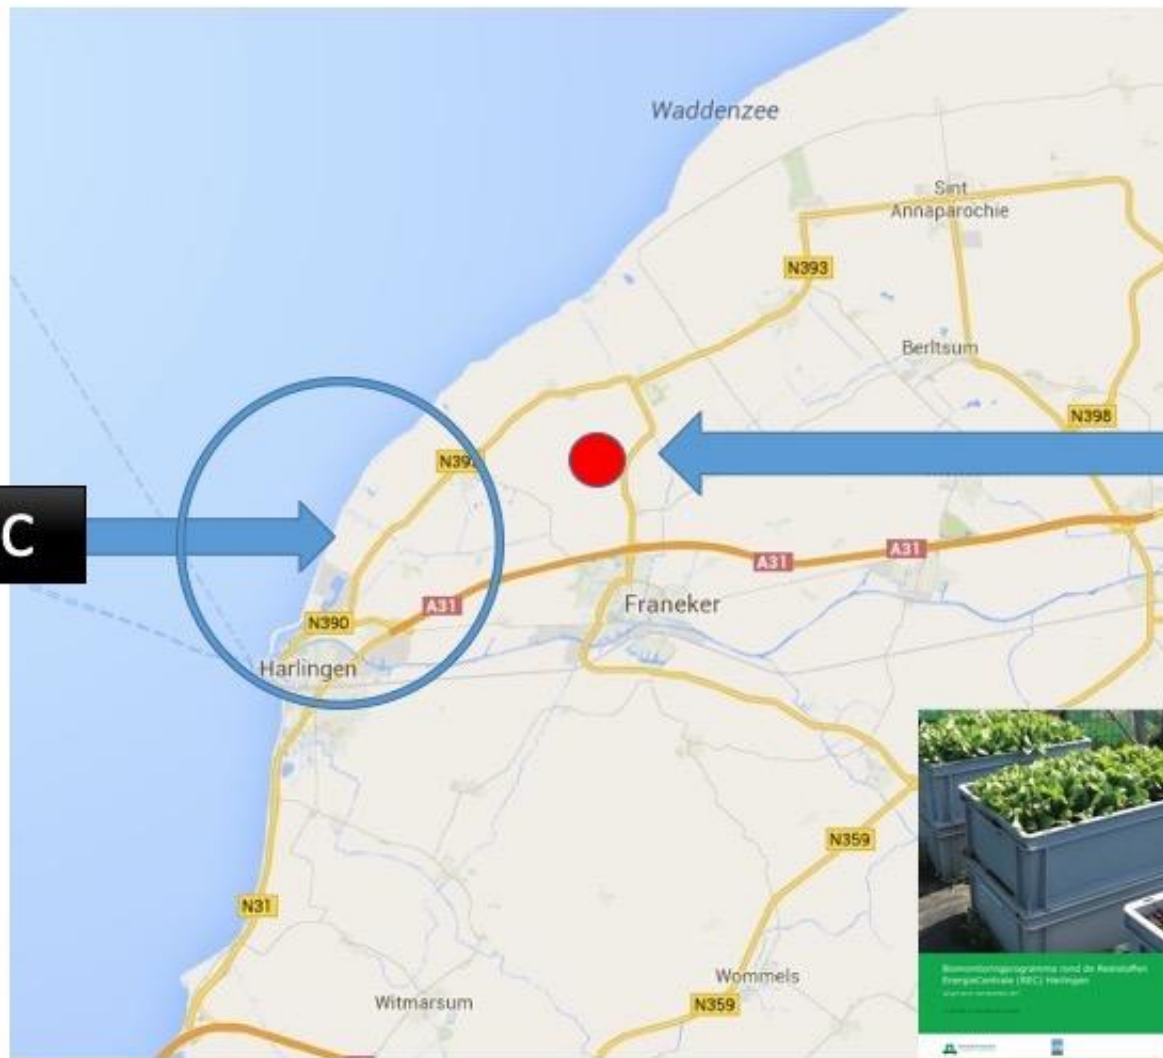 Waddenzee
Sint
Annaparochie
N393
Berltsum
N398
N39
C
A31
A31
A31
Franeker
N390
Harlingen
N359
N31
Wommels
Witmarsum
N359
Biomonitoringprogramma rond de Reststoffen
EnergieCentrale (REC) Harlingen